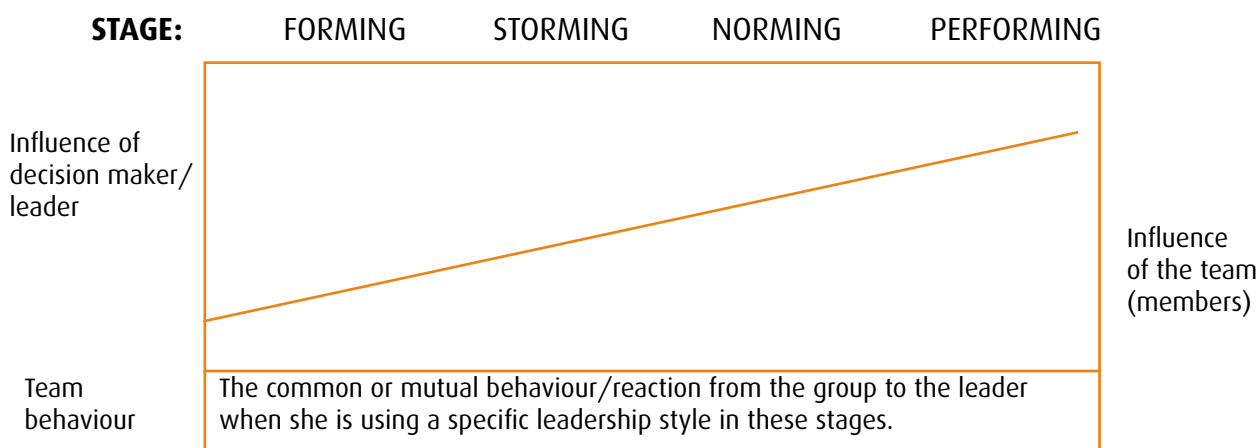 STAGE: FORMING STORMING NORMING PERFORMING
Influence of
decision maker/
leader
Influence
of the team
(members)
Team
behaviour
The common or mutual behaviour/reaction from the group to the leader
when she is using a specific leadership style in these stages.